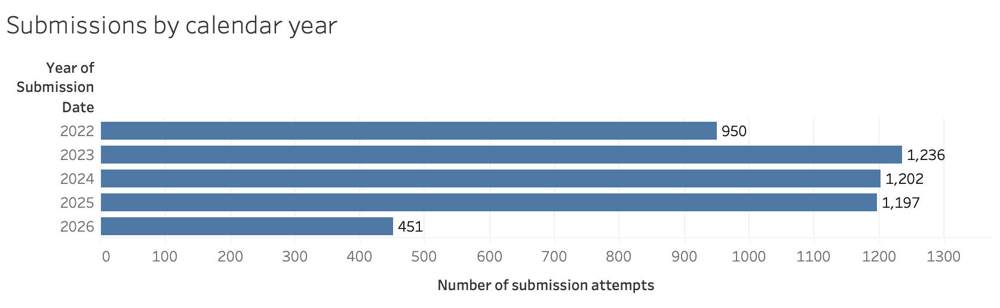 Submissions by calendar year
Year of
Submission
Date
2022 950
2023 1,236
2024 1,202
2025 1,197
2026 451
0 100 200 300 400 500 600 700 800 900 1000 1100 1200 1300
Number of submission attempts